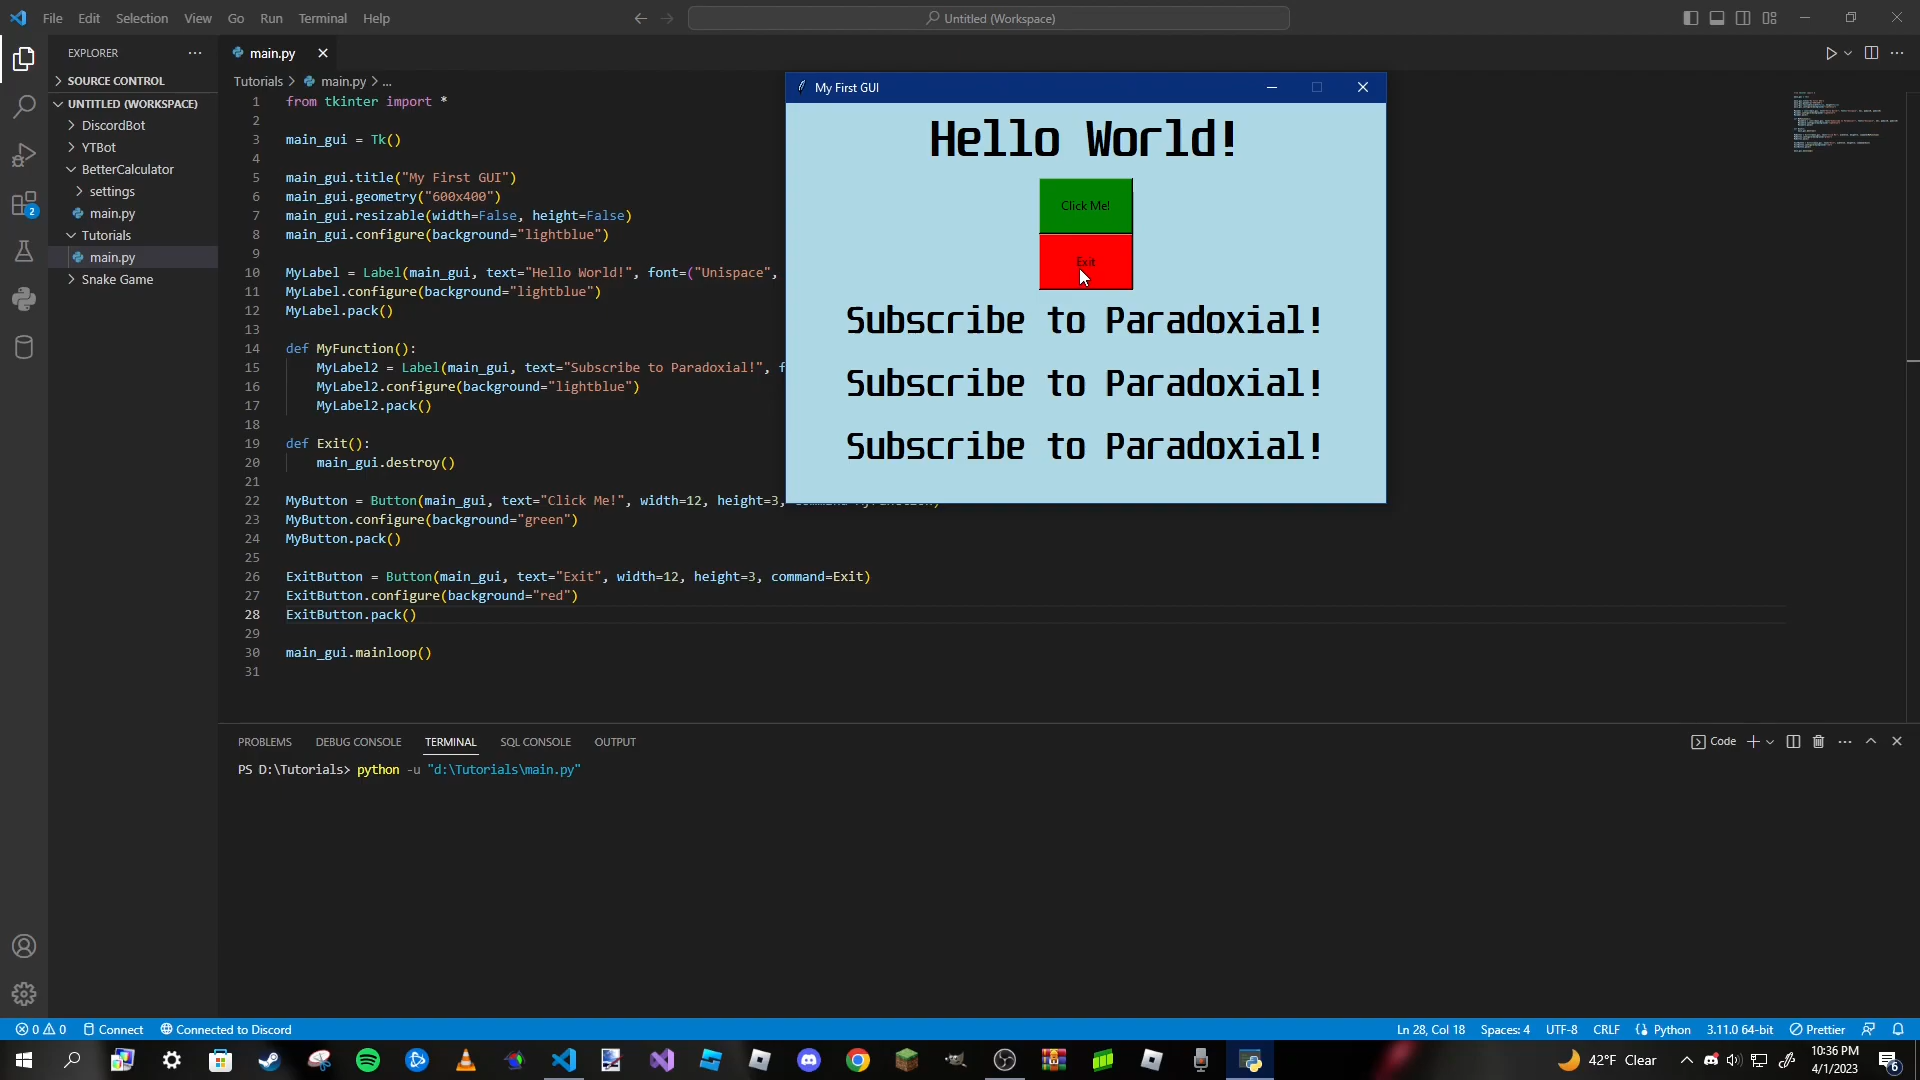 File Edit Selection View Go Run Terminal Help
Untitled (Workspace)
EXPLORER
SOURCE CONTROL
UNTITLED (WORKSPACE)
DiscordBot
YTBot
BetterCalculator
settings
main.py
Tutorials
main.py
Snake Game
main.py
Tutorials > main.py > ...
1 from tkinter import *
2
3 main_gui = Tk()
4
5 main_gui.title("My First GUI")
6 main_gui.geometry("600x400")
7 main_gui.resizable(width=False, height=False)
8 main_gui.configure(background="lightblue")
9
10 MyLabel = Label(main_gui, text="Hello World!", font=("Unispace",
11 MyLabel.configure(background="lightblue")
12 MyLabel.pack()
13
14 def MyFunction():
15 MyLabel2 = Label(main_gui, text="Subscribe to Paradoxial!", f
16 MyLabel2.configure(background="lightblue")
17 MyLabel2.pack()
18
19 def Exit():
20 main_gui.destroy()
21
22 MyButton = Button(main_gui, text="Click Me!", width=12, height=3,
23 MyButton.configure(background="green")
24 MyButton.pack()
25
26 ExitButton = Button(main_gui, text="Exit", width=12, height=3, command=Exit)
27 ExitButton.configure(background="red")
28 ExitButton.pack()
29
30 main_gui.mainloop()
31
My First GUI
Hello World!
Click Me!
Exit
Subscribe to Paradoxial!
Subscribe to Paradoxial!
Subscribe to Paradoxial!
PROBLEMS DEBUG CONSOLE TERMINAL SQL CONSOLE OUTPUT
Code
PS D:\Tutorials> python -u "d:\Tutorials\main.py"
2
0 0 Connect Connected to Discord
Ln 28, Col 18 Spaces: 4 UTF-8 CRLF Python 3.11.0 64-bit Prettier
42°F Clear
10:36 PM
4/1/2023
6